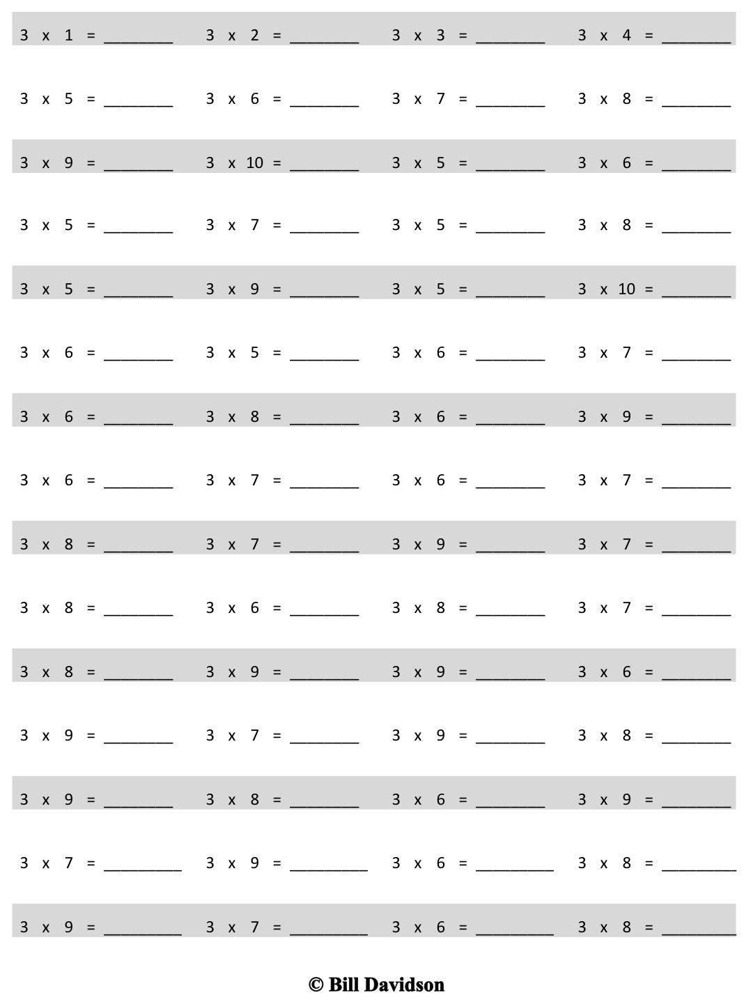 3 x 1 = ________ 3 x 2 = ________ 3 x 3 = ________ 3 x 4 = ________
3 x 5 = ________ 3 x 6 = ________ 3 x 7 = ________ 3 x 8 = ________
3 x 9 = ________ 3 x 10 = ________ 3 x 5 = ________ 3 x 6 = ________
3 x 5 = ________ 3 x 7 = ________ 3 x 5 = ________ 3 x 8 = ________
3 x 5 = ________ 3 x 9 = ________ 3 x 5 = ________ 3 x 10 = ________
3 x 6 = ________ 3 x 5 = ________ 3 x 6 = ________ 3 x 7 = ________
3 x 6 = ________ 3 x 8 = ________ 3 x 6 = ________ 3 x 9 = ________
3 x 6 = ________ 3 x 7 = ________ 3 x 6 = ________ 3 x 7 = ________
3 x 8 = ________ 3 x 7 = ________ 3 x 9 = ________ 3 x 7 = ________
3 x 8 = ________ 3 x 6 = ________ 3 x 8 = ________ 3 x 7 = ________
3 x 8 = ________ 3 x 9 = ________ 3 x 9 = ________ 3 x 6 = ________
3 x 9 = ________ 3 x 7 = ________ 3 x 9 = ________ 3 x 8 = ________
3 x 9 = ________ 3 x 8 = ________ 3 x 6 = ________ 3 x 9 = ________
3 x 7 = _________ 3 x 9 = _________ 3 x 6 = _________ 3 x 8 = _________
3 x 9 = _________ 3 x 7 = _________ 3 x 6 = _________ 3 x 8 = _________
© Bill Davidson